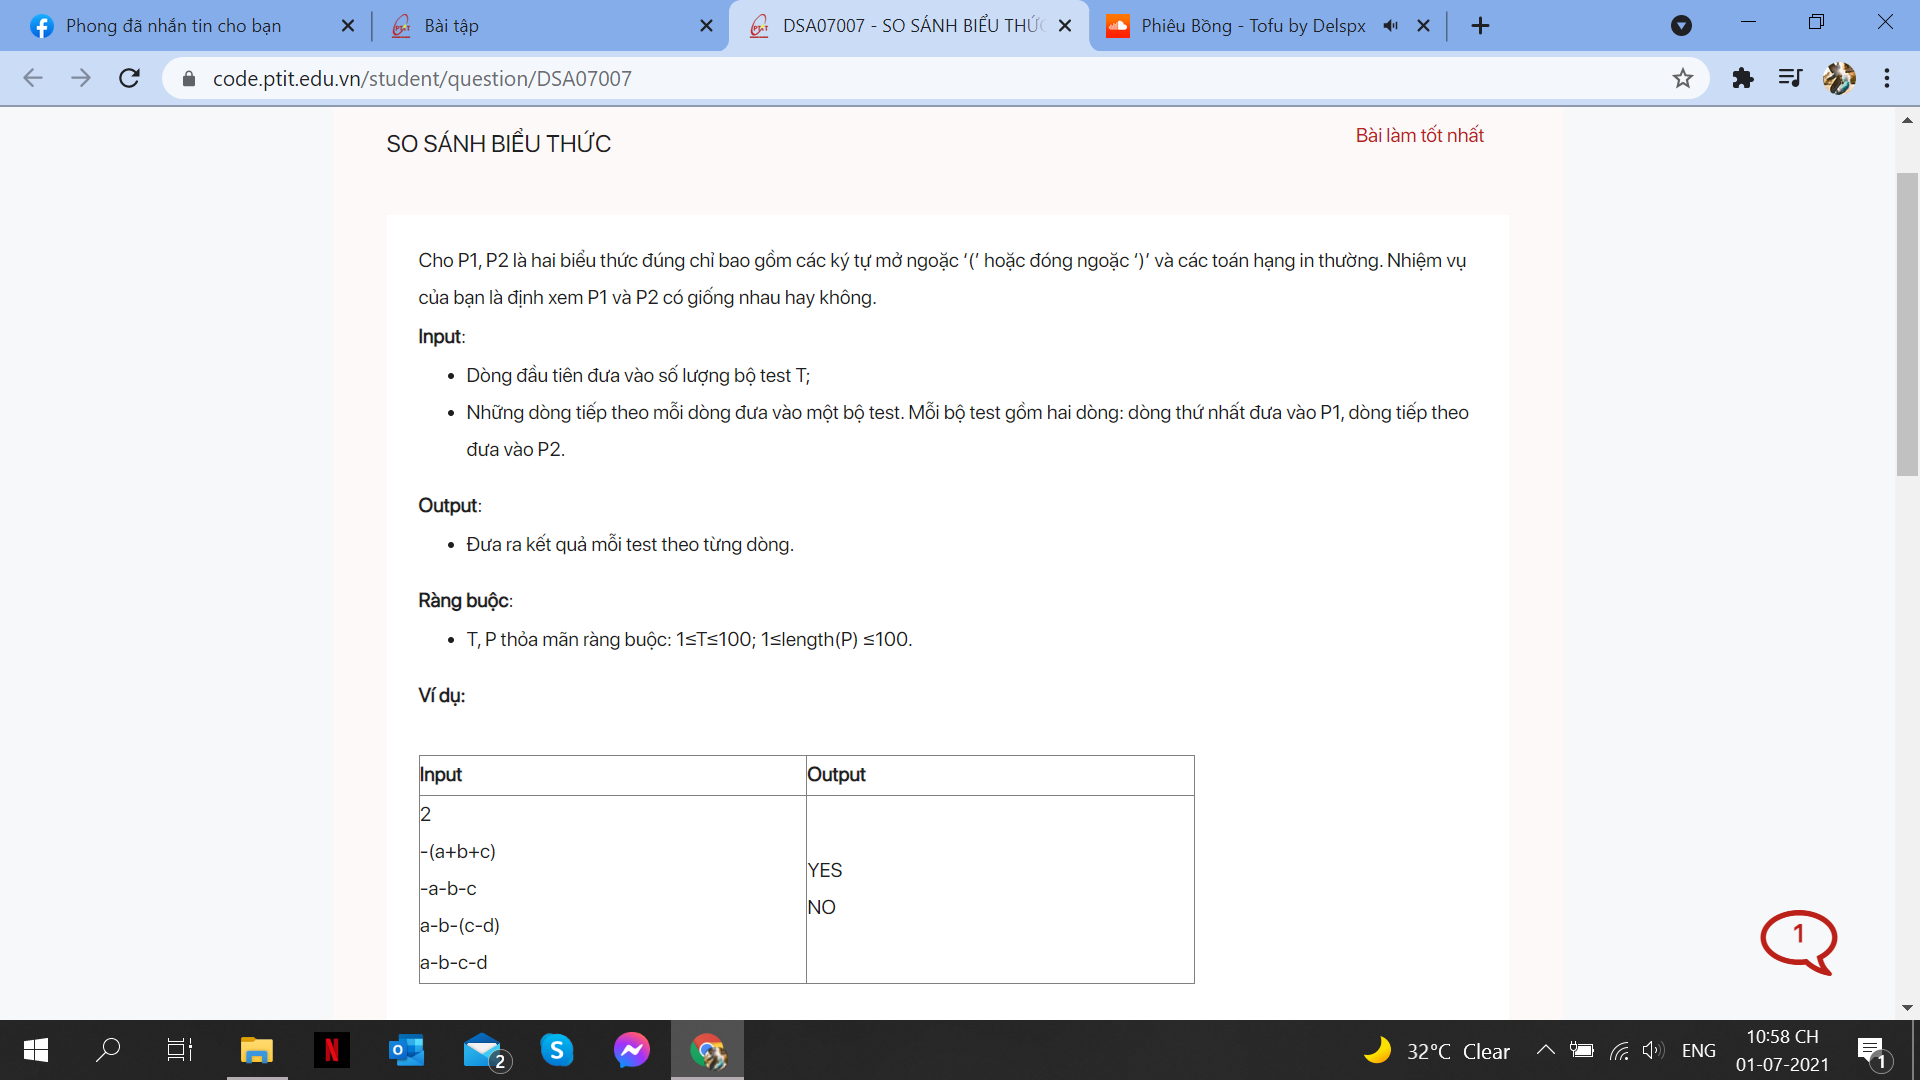 Phong đã nhắn tin cho bạn
Bài tập
DSA07007 - SO SÁNH BIỂU THỨC
Phiêu Bồng - Tofu by Delspx
code.ptit.edu.vn/student/question/DSA07007
SO SÁNH BIỂU THỨC
Bài làm tốt nhất
Cho P1, P2 là hai biểu thức đúng chỉ bao gồm các ký tự mở ngoặc ‘(’ hoặc đóng ngoặc ‘)’ và các toán hạng in thường. Nhiệm vụ
của bạn là định xem P1 và P2 có giống nhau hay không.
Input:
• Dòng đầu tiên đưa vào số lượng bộ test T;
• Những dòng tiếp theo mỗi dòng đưa vào một bộ test. Mỗi bộ test gồm hai dòng: dòng thứ nhất đưa vào P1, dòng tiếp theo
đưa vào P2.
Output:
• Đưa ra kết quả mỗi test theo từng dòng.
Ràng buộc:
• T, P thỏa mãn ràng buộc: 1≤T≤100; 1≤length(P) ≤100.
Ví dụ:
Input
Output
2
-(a+b+c)
-a-b-c
a-b-(c-d)
a-b-c-d
YES
NO
1
N
2
S
32°C Clear
ENG
10:58 CH
01-07-2021
1